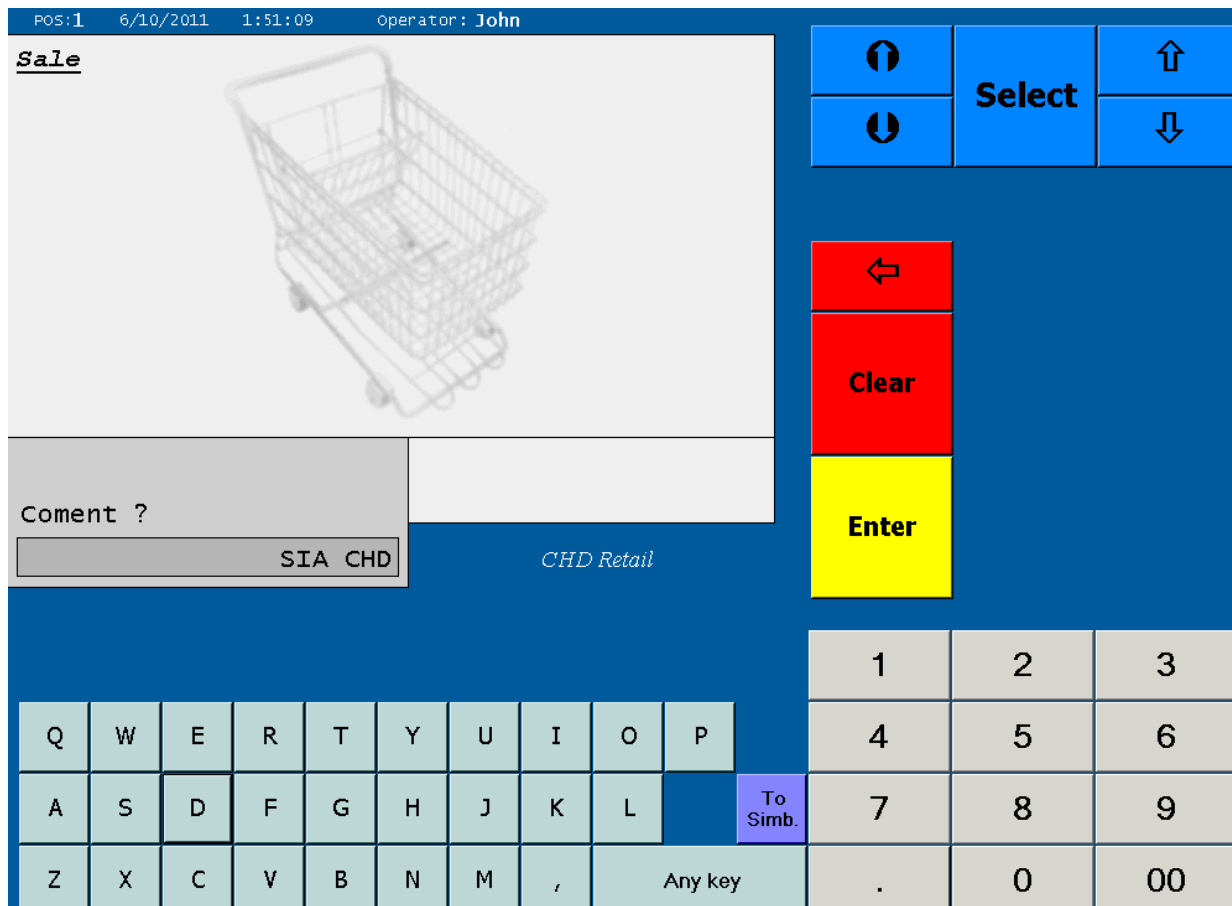 POS:1 6/10/2011 1:51:09 Operator: John
Sale
Select
Clear
Enter
Coment ?
SIA CHD
CHD Retail
1 2 3
Q W E R T Y U I O P
4 5 6
A S D F G H J K L
To
Simb.
7 8 9
Z X C V B N M , Any key
. 0 00